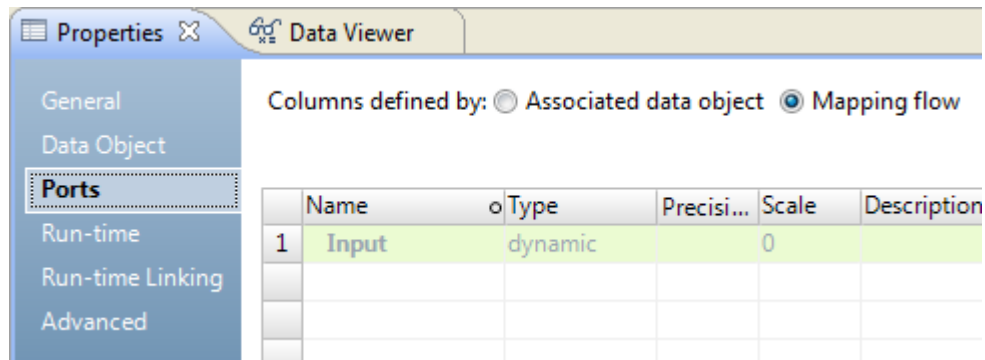 Properties Data Viewer
General
Data Object
Ports
Run-time
Run-time Linking
Advanced
Columns defined by: Associated data object Mapping flow
Name o Type Precisi... Scale Description
1 Input dynamic 0